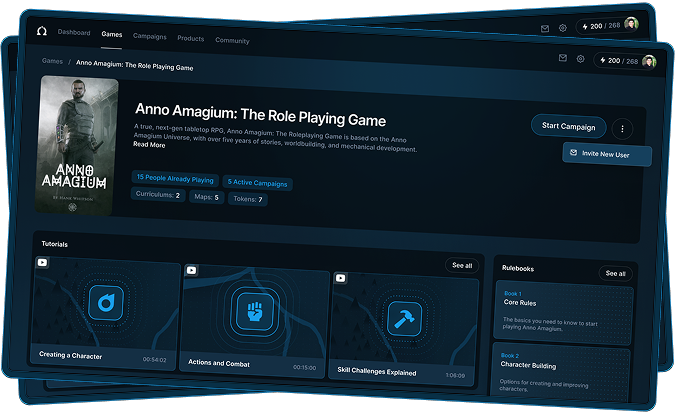 200 / 268
Dashboard
Games
Campaigns
Products
Community
200 / 268
Games / Anno Amagium: The Role Playing Game
ANNO
AMAGIUM
Anno Amagium: The Role Playing Game
A true, next-gen tabletop RPG, Anno Amagium: The Roleplaying Game is based on the Anno
Amagium Universe, with over five years of stories, worldbuilding, and mechanical development.
Read More
Start Campaign
Invite New User
15 People Already Playing
5 Active Campaigns
Curriculums: 2
Maps: 5
Tokens: 7
Tutorials
See all
Creating a Character
00:54:02
Actions and Combat
00:15:00
Skill Challenges Explained
1:06:09
Rulebooks
See all
Book 1
Core Rules
The basics you need to know to start
playing Anno Amagium.
Book 2
Character Building
Options for creating and improving
characters.